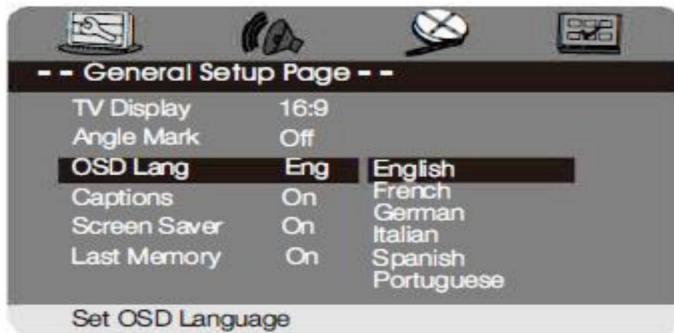 - - General Setup Page - -
TV Display 16:9
Angle Mark Off
OSD Lang Eng English
French
Captions On
German
Screen Saver On
Italian
Last Memory On Spanish
Portuguese
Set OSD Language